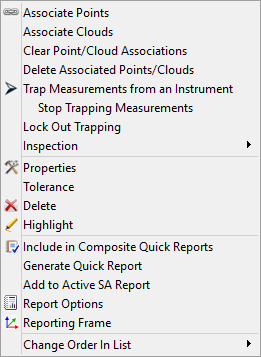 Associate Points
Associate Clouds
Clear Point/Cloud Associations
Delete Associated Points/Clouds
Trap Measurements from an Instrument
Stop Trapping Measurements
Lock Out Trapping
Inspection
Properties
Tolerance
Delete
Highlight
Include in Composite Quick Reports
Generate Quick Report
Add to Active SA Report
Report Options
Reporting Frame
Change Order In List